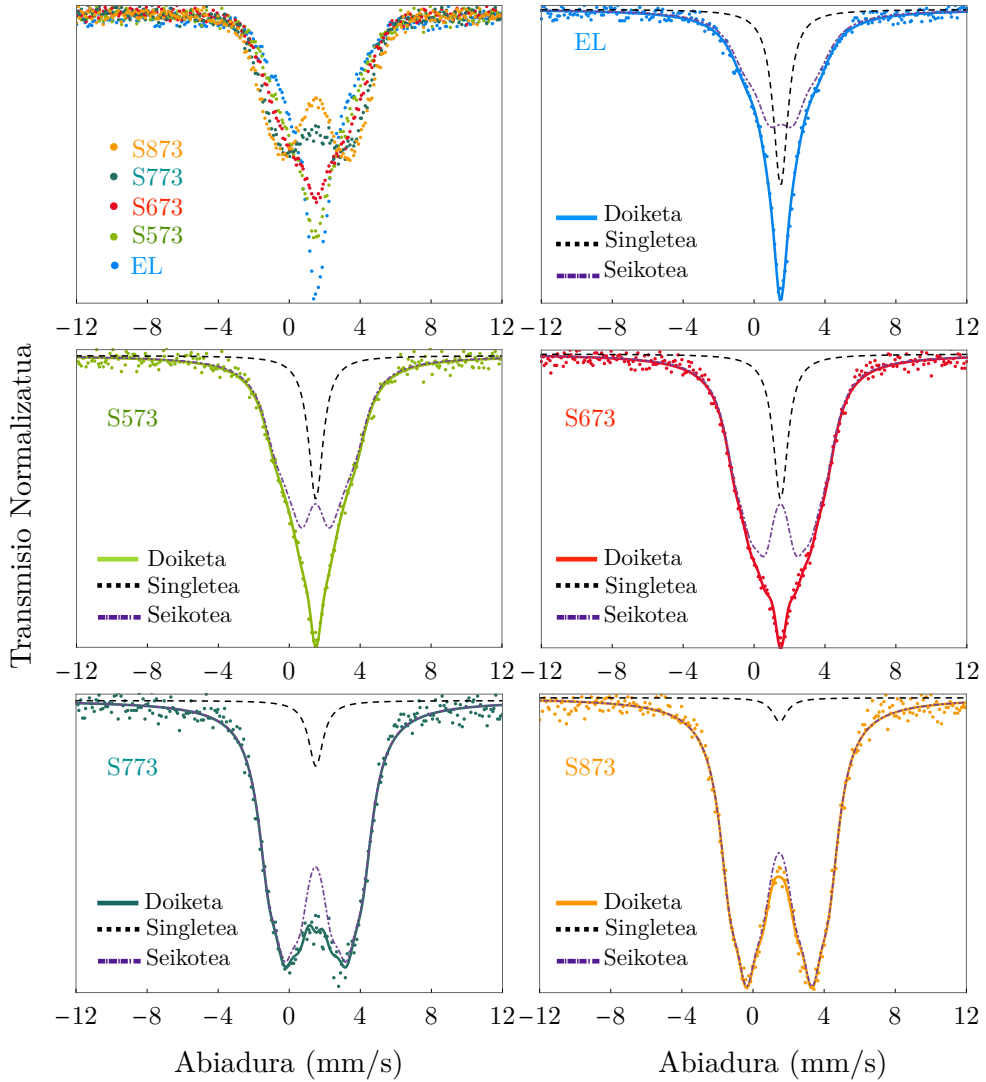 S873
S773
S673
S573
EL
−12 −8 −4 0 4 8 12
EL
Doiketa
Singletea
Seikotea
−12 −8 −4 0 4 8 12
Transmisio Normalizatua
S573
Doiketa
Singletea
Seikotea
−12 −8 −4 0 4 8 12
S673
Doiketa
Singletea
Seikotea
−12 −8 −4 0 4 8 12
S773
Doiketa
Singletea
Seikotea
−12 −8 −4 0 4 8 12
Abiadura (mm/s)
S873
Doiketa
Singletea
Seikotea
−12 −8 −4 0 4 8 12
Abiadura (mm/s)